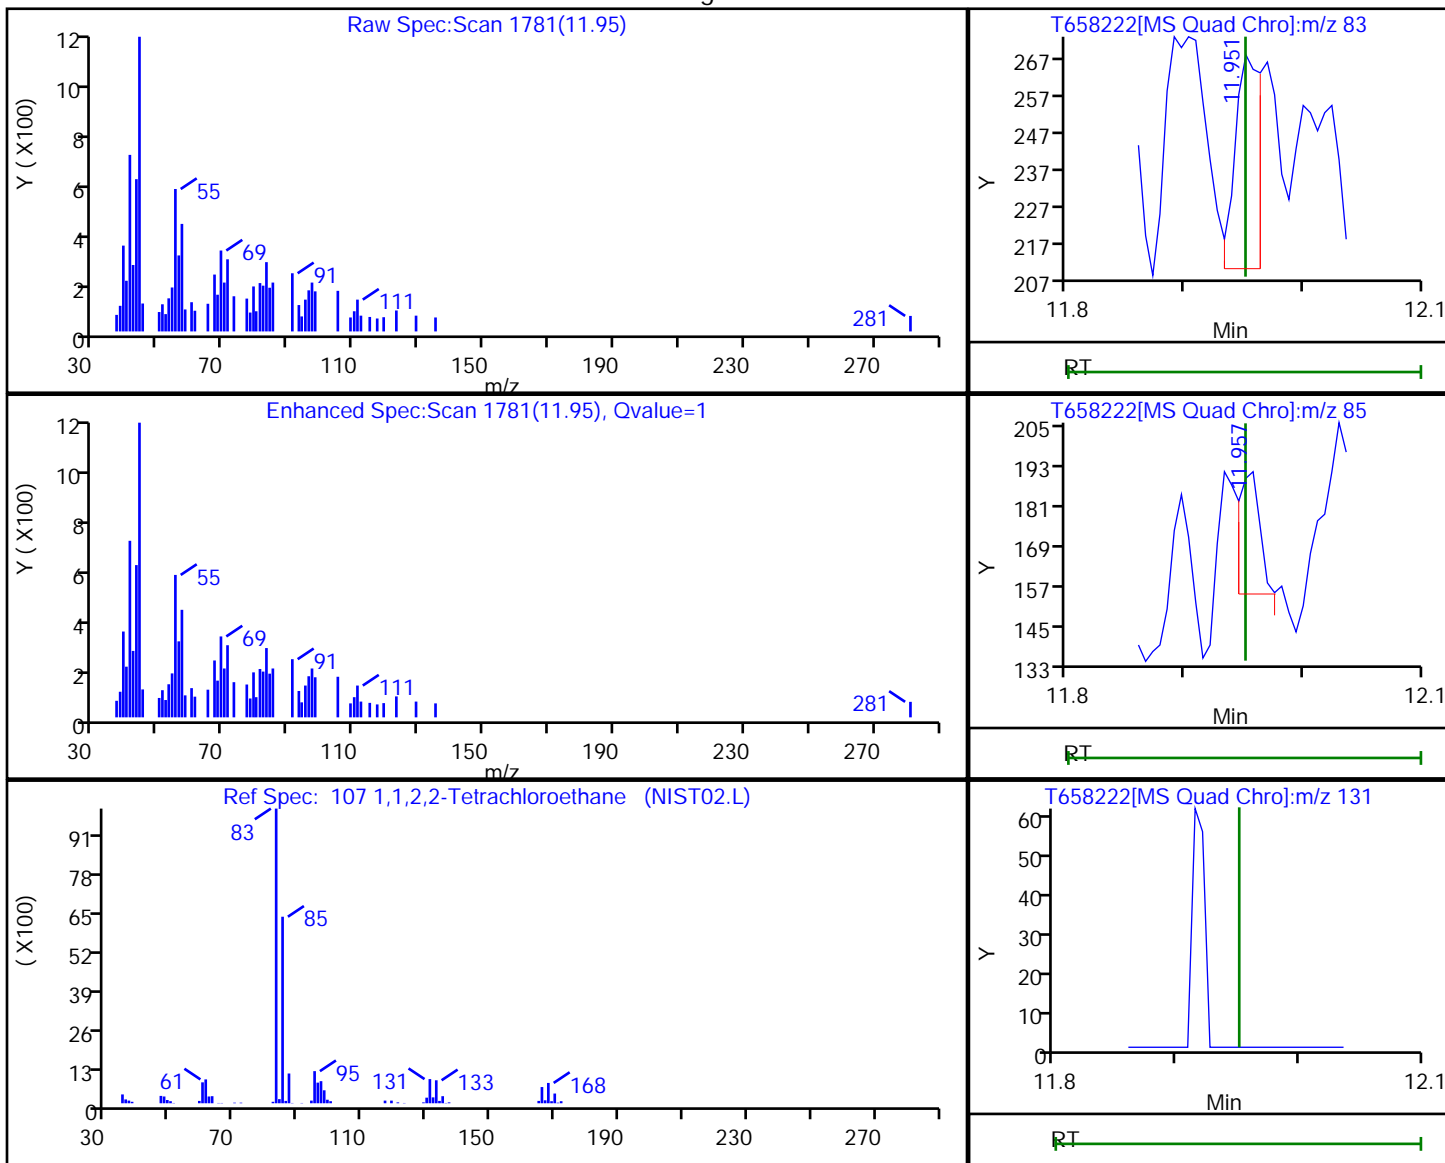 Raw Spec:Scan 1781(11.95)
12
10
8
6
4
2
0
Y ( X100)
55
69
91
111
281
30 70 110 150 190 230 270
m/z
T658222[MS Quad Chro]:m/z 83
267
257
247
237
227
217
207
Y
11.951
11.8 12.1
Min
RT
Enhanced Spec:Scan 1781(11.95), Qvalue=1
12
10
8
6
4
2
0
Y ( X100)
55
69
91
111
281
30 70 110 150 190 230 270
m/z
T658222[MS Quad Chro]:m/z 85
205
193
181
169
157
145
133
Y
11.957
11.8 12.1
Min
RT
Ref Spec: 107 1,1,2,2-Tetrachloroethane (NIST02.L)
91
78
65
52
39
26
13
0
( X100)
83
85
61
95
131
133
168
30 70 110 150 190 230 270
T658222[MS Quad Chro]:m/z 131
60
50
40
30
20
10
0
Y
11.8 12.1
Min
RT